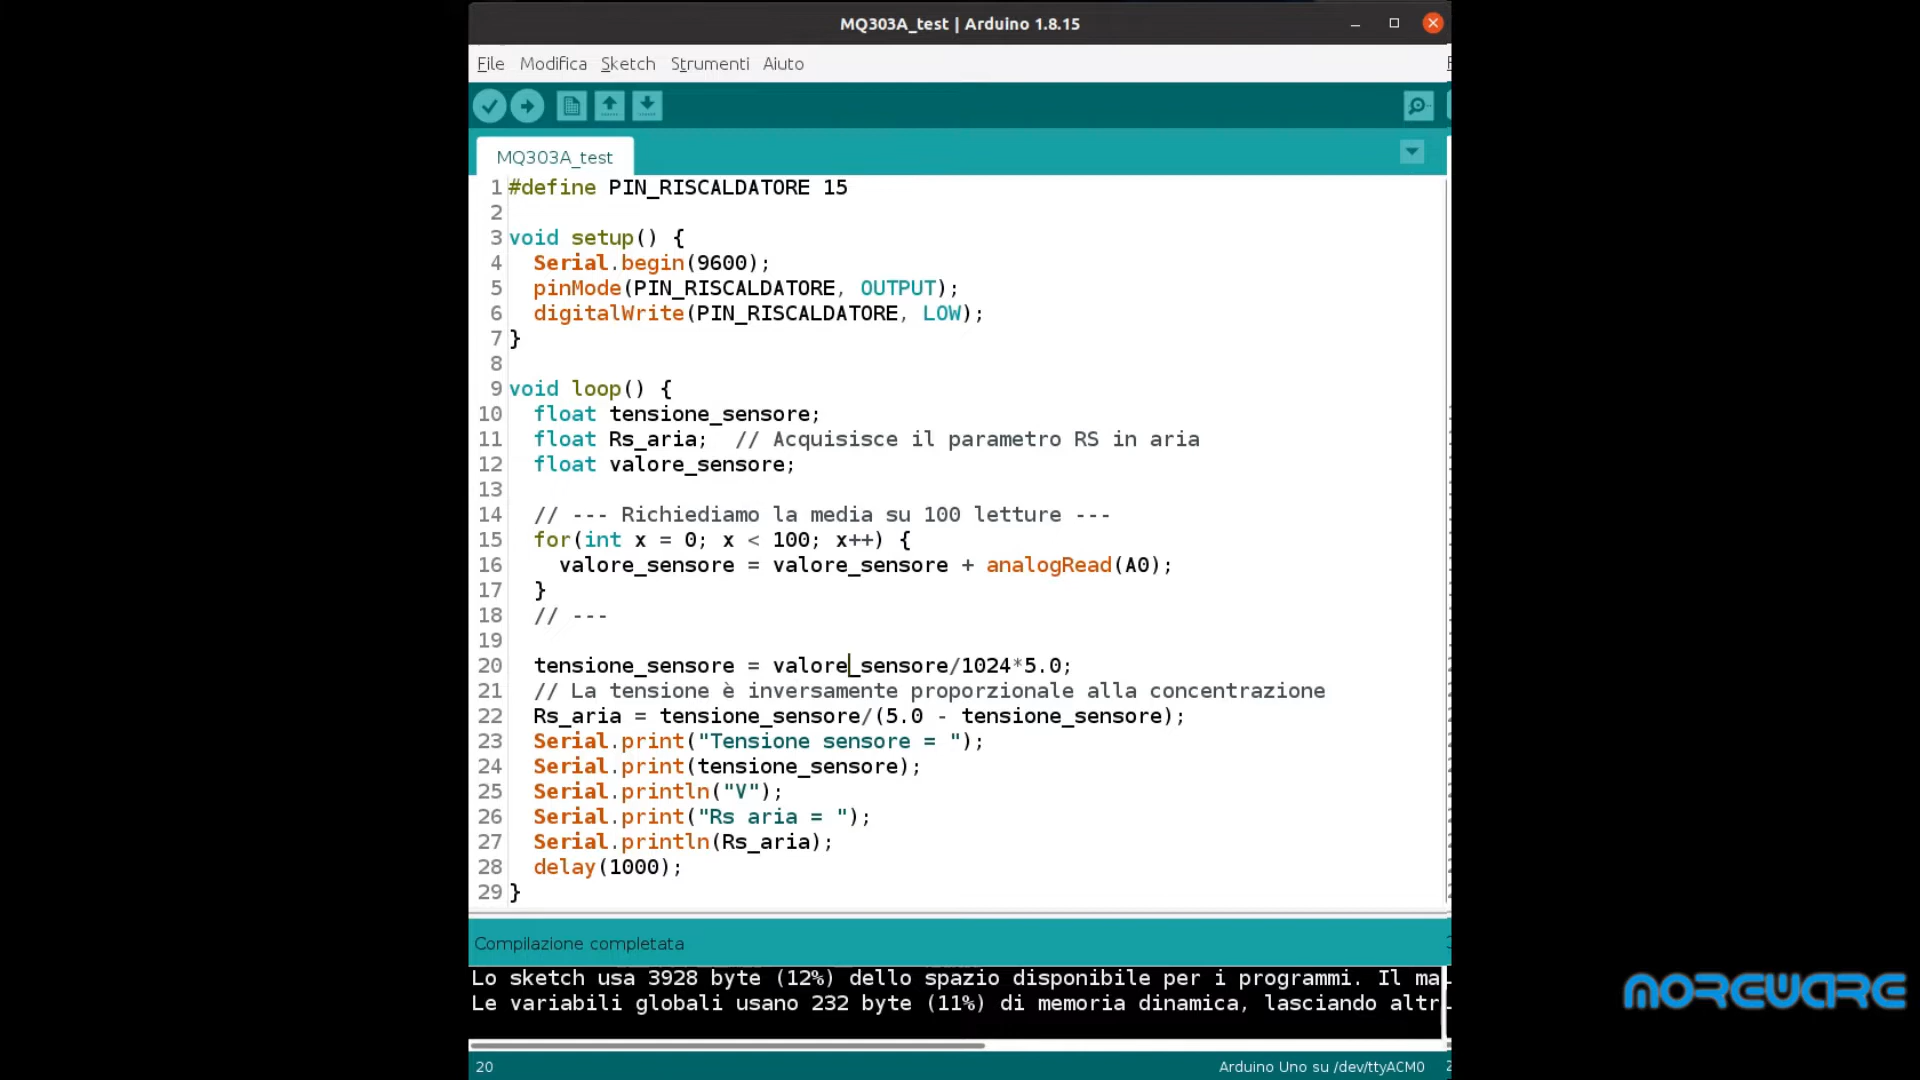 MQ303A_test | Arduino 1.8.15
File Modifica Sketch Strumenti Aiuto
MQ303A_test
1 #define PIN_RISCALDATORE 15
2
3 void setup() {
4 Serial.begin(9600);
5 pinMode(PIN_RISCALDATORE, OUTPUT);
6 digitalWrite(PIN_RISCALDATORE, LOW);
7 }
8
9 void loop() {
10 float tensione_sensore;
11 float Rs_aria; // Acquisisce il parametro RS in aria
12 float valore_sensore;
13
14 // --- Richiediamo la media su 100 letture ---
15 for(int x = 0; x < 100; x++) {
16 valore_sensore = valore_sensore + analogRead(A0);
17 }
18 // ---
19
20 tensione_sensore = valore_sensore/1024*5.0;
21 // La tensione è inversamente proporzionale alla concentrazione
22 Rs_aria = tensione_sensore/(5.0 - tensione_sensore);
23 Serial.print("Tensione sensore = ");
24 Serial.print(tensione_sensore);
25 Serial.println("V");
26 Serial.print("Rs aria = ");
27 Serial.println(Rs_aria);
28 delay(1000);
29 }
Compilazione completata
Lo sketch usa 3928 byte (12%) dello spazio disponibile per i programmi. Il ma
Le variabili globali usano 232 byte (11%) di memoria dinamica, lasciando altr
20 Arduino Uno su /dev/ttyACM0
MOREWARE